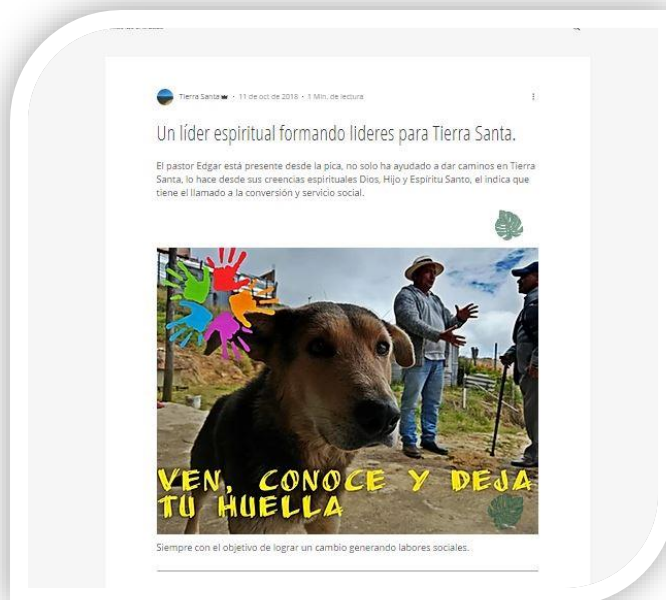 Tierra Santa • 11 de oct de 2018 • 1 Min. de lectura
Un líder espiritual formando lideres para Tierra Santa.
El pastor Edgar está presente desde la pica, no solo ha ayudado a dar caminos en Tierra
Santa, lo hace desde sus creencias espirituales Dios, Hijo y Espíritu Santo, el indica que
tiene el llamado a la conversión y servicio social.
VEN, CONOCE Y DEJA
TU HUELLA
Siempre con el objetivo de lograr un cambio generando labores sociales.